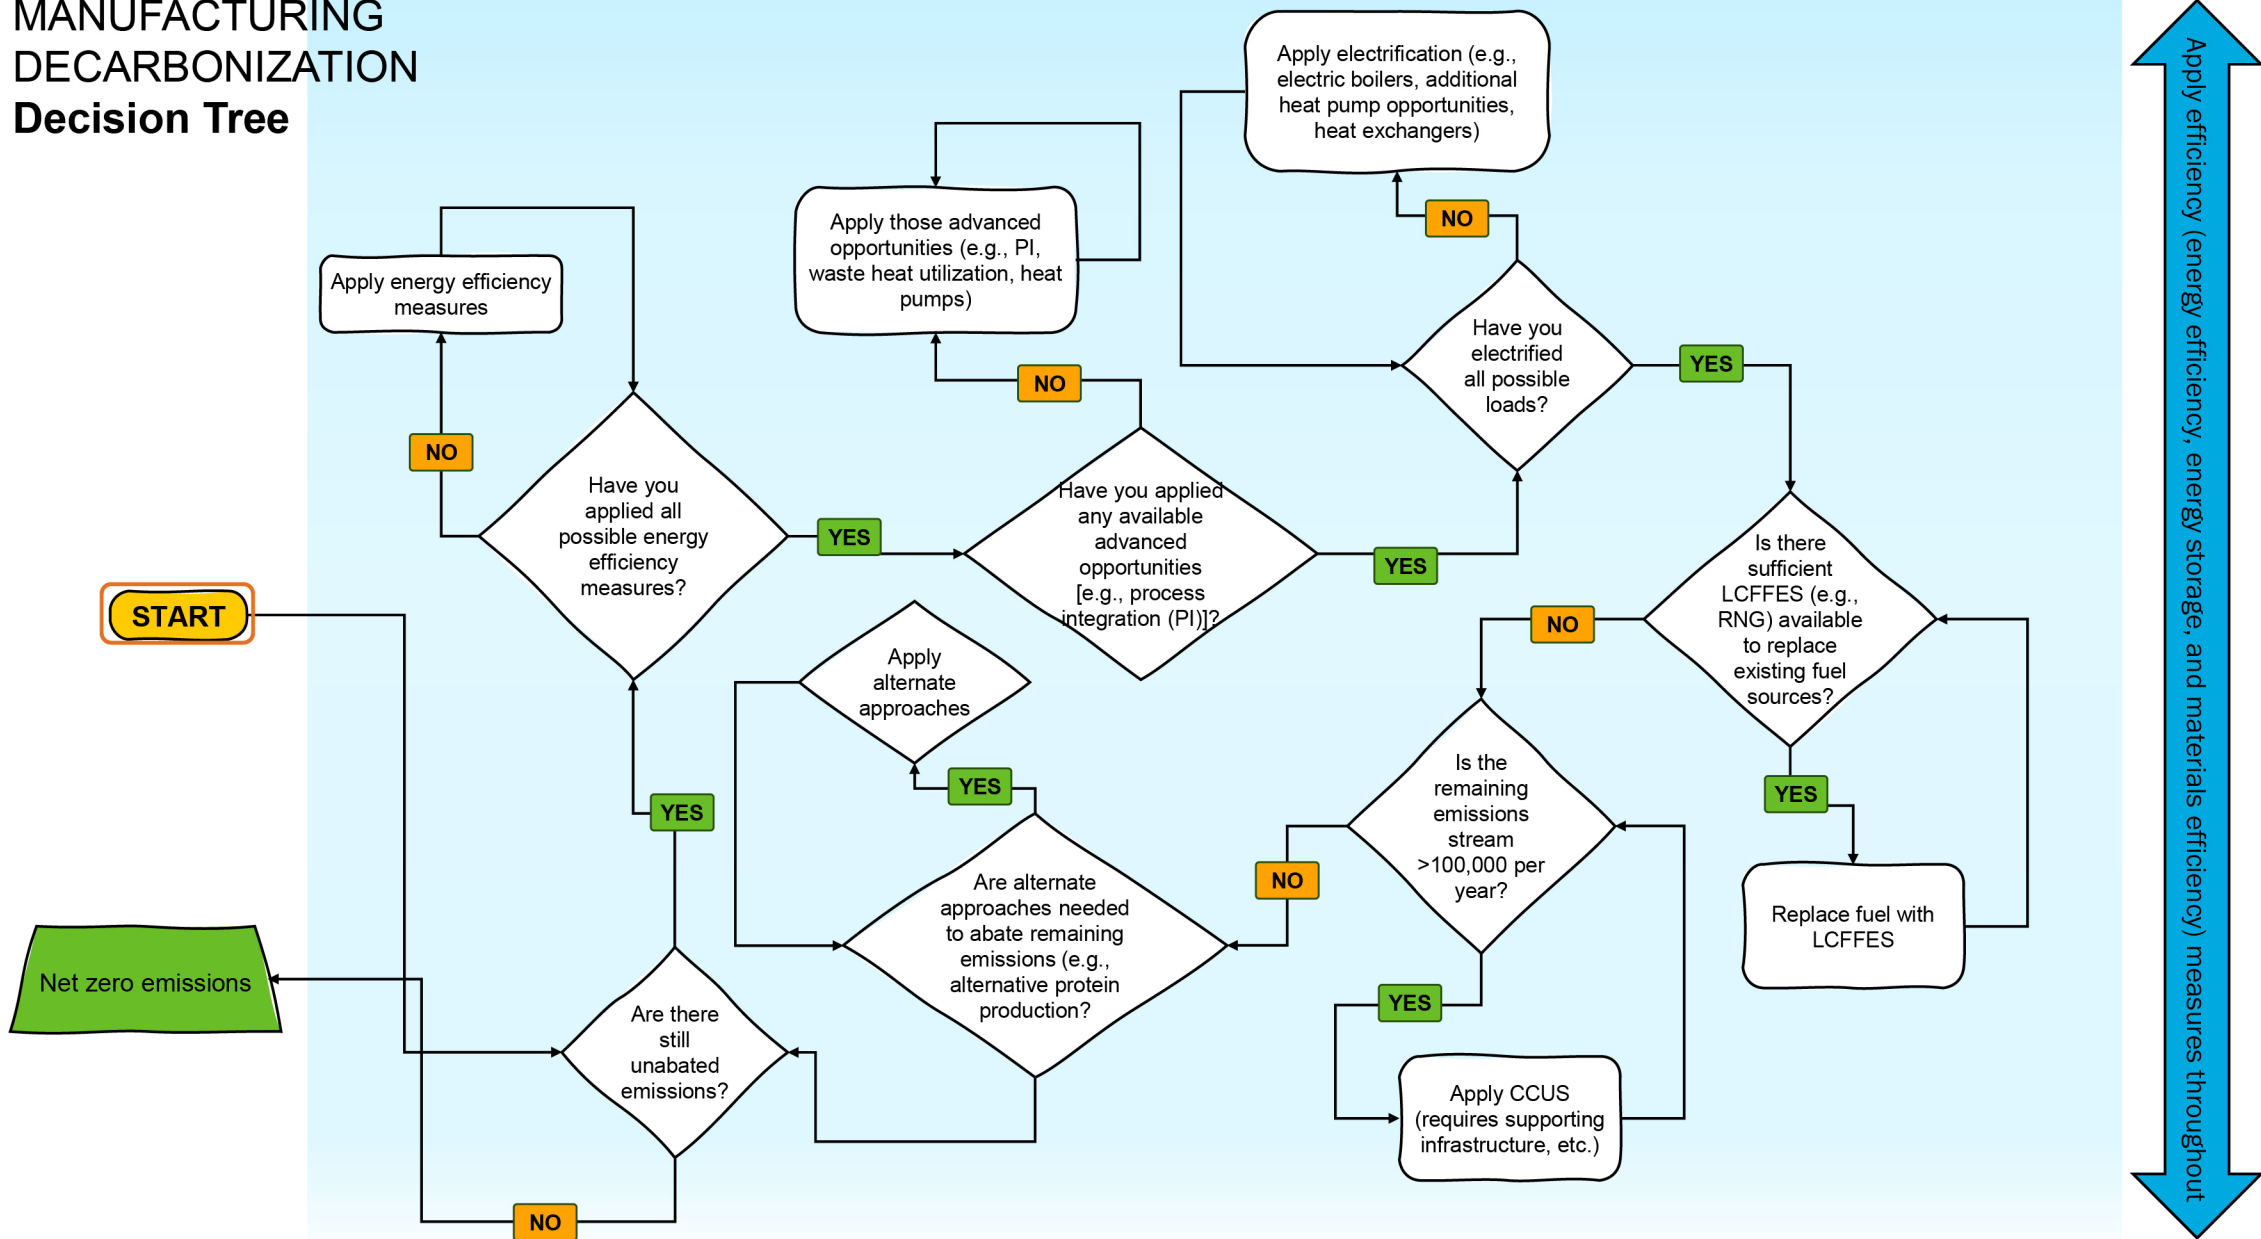 MANUFACTURING
DECARBONIZATION
Decision Tree
START
Net zero emissions
Apply energy efficiency
measures
NO
Have you
applied all
possible energy
efficiency
measures?
YES
Apply those advanced
opportunities (e.g., PI,
waste heat utilization, heat
pumps)
NO
Have you applied
any available
advanced
opportunities
[e.g., process
integration (PI)]?
YES
Apply electrification (e.g.,
electric boilers, additional
heat pump opportunities,
heat exchangers)
NO
Have you
electrified
all possible
loads?
YES
Is there
sufficient
LCFFES (e.g.,
RNG) available
to replace
existing fuel
sources?
YES
Replace fuel with
LCFFES
NO
Is the
remaining
emissions
stream
>100,000 per
year?
YES
Apply CCUS
(requires supporting
infrastructure, etc.)
NO
Are alternate
approaches needed
to abate remaining
emissions (e.g.,
alternative protein
production?
YES
Apply
alternate
approaches
Are there
still
unabated
emissions?
YES
NO
Apply efficiency (energy efficiency, energy storage, and materials efficiency) measures throughout